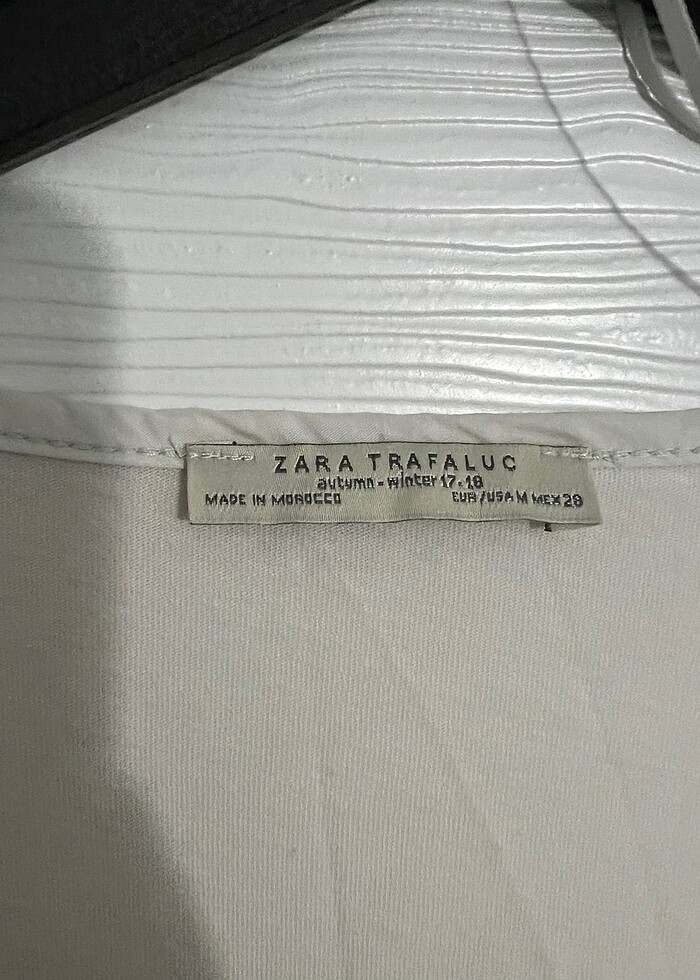 ZARA TRAFALUC
autumn - winter 17-18
MADE IN MOROCCO EUR/USA M MEX 28